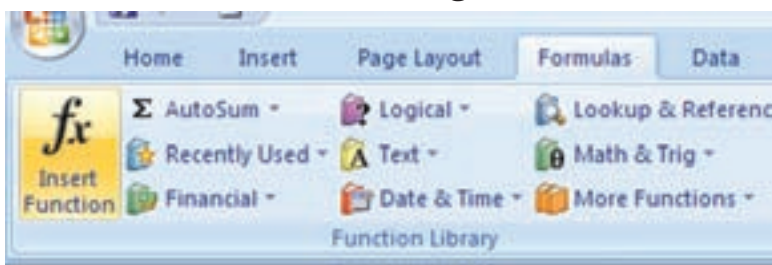 Home Insert Page Layout Formulas Data
fx Σ AutoSum Logical Lookup & Referenc
Recently Used Text Math & Trig
Insert Function Financial Date & Time More Functions
Function Library